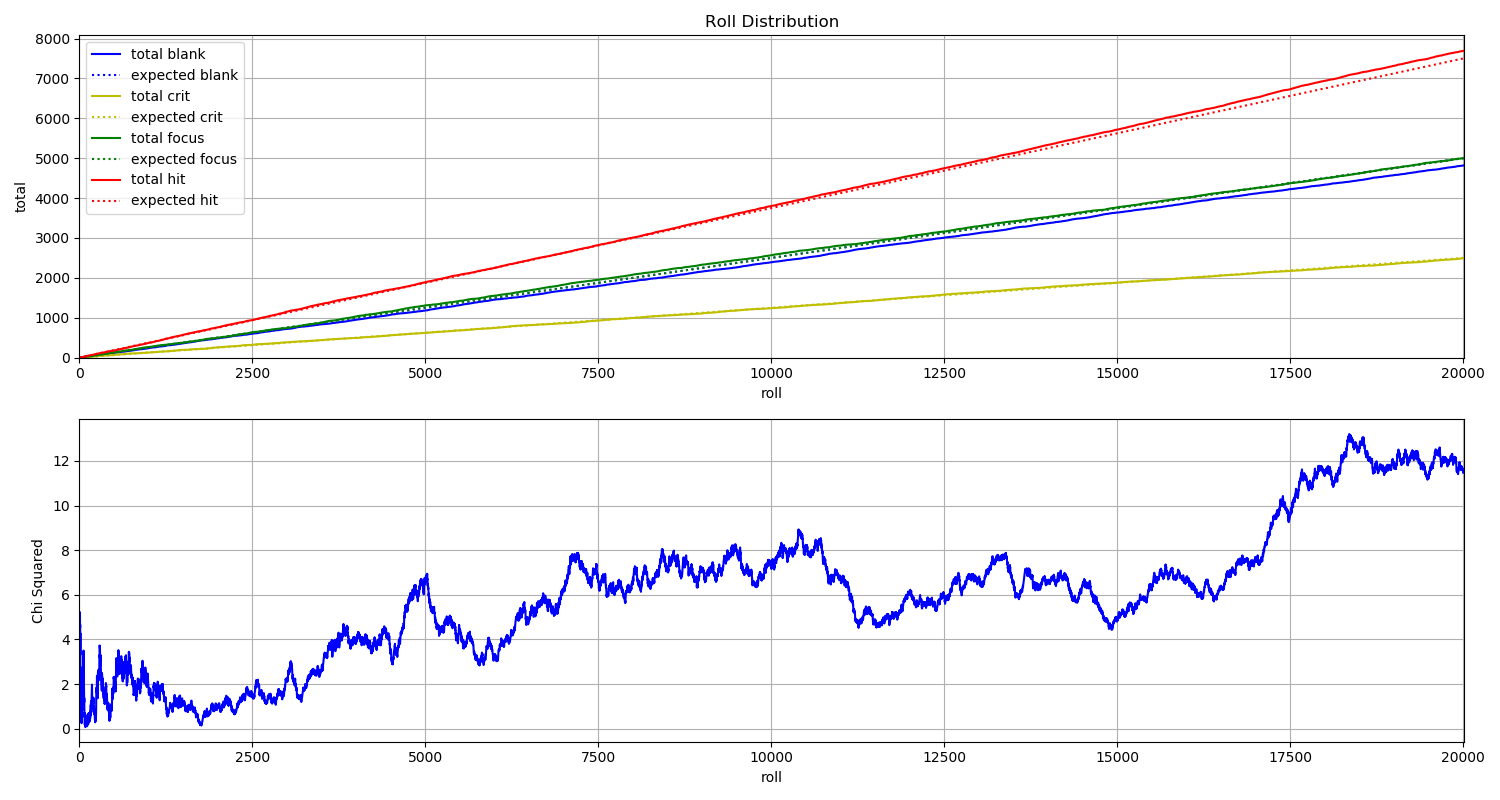 Roll Distribution
total
8000
7000
6000
5000
4000
3000
2000
1000
0
total blank
expected blank
total crit
expected crit
total focus
expected focus
total hit
expected hit
0 2500 5000 7500 10000 12500 15000 17500 20000
roll
Chi Squared
12
10
8
6
4
2
0
0 2500 5000 7500 10000 12500 15000 17500 20000
roll